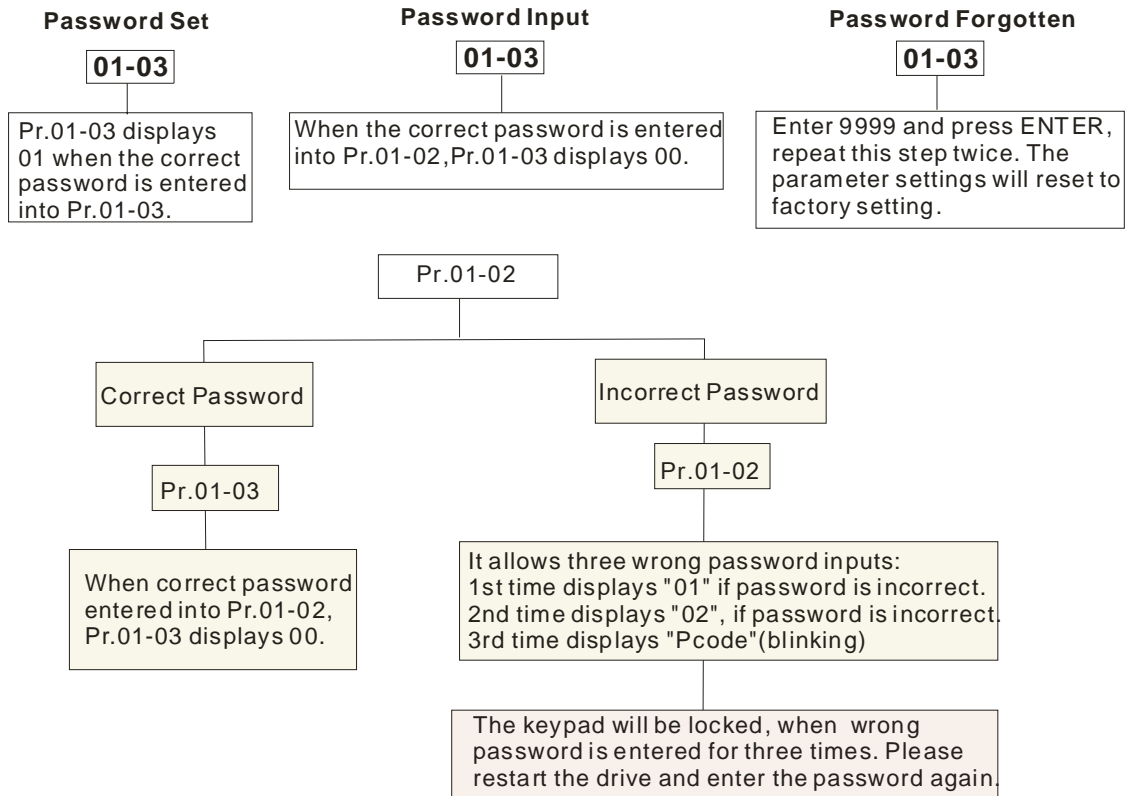 Password Set
01-03
Pr.01-03 displays
01 when the correct
password is entered
into Pr.01-03.
Password Input
01-03
When the correct password is entered
into Pr.01-02,Pr.01-03 displays 00.
Password Forgotten
01-03
Enter 9999 and press ENTER,
repeat this step twice. The
parameter settings will reset to
factory setting.
Pr.01-02
Correct Password
Pr.01-03
When correct password
entered into Pr.01-02,
Pr.01-03 displays 00.
Incorrect Password
Pr.01-02
It allows three wrong password inputs:
1st time displays "01" if password is incorrect.
2nd time displays "02", if password is incorrect.
3rd time displays "Pcode"(blinking)
The keypad will be locked, when wrong
password is entered for three times. Please
restart the drive and enter the password again.